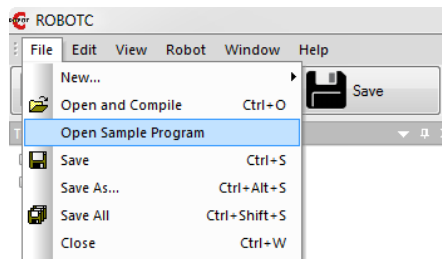 ROBOTC
File Edit View Robot Window Help
New...
Save
Open and Compile Ctrl+O
Open Sample Program
Save Ctrl+S
Save As... Ctrl+Alt+S
Save All Ctrl+Shift+S
Close Ctrl+W